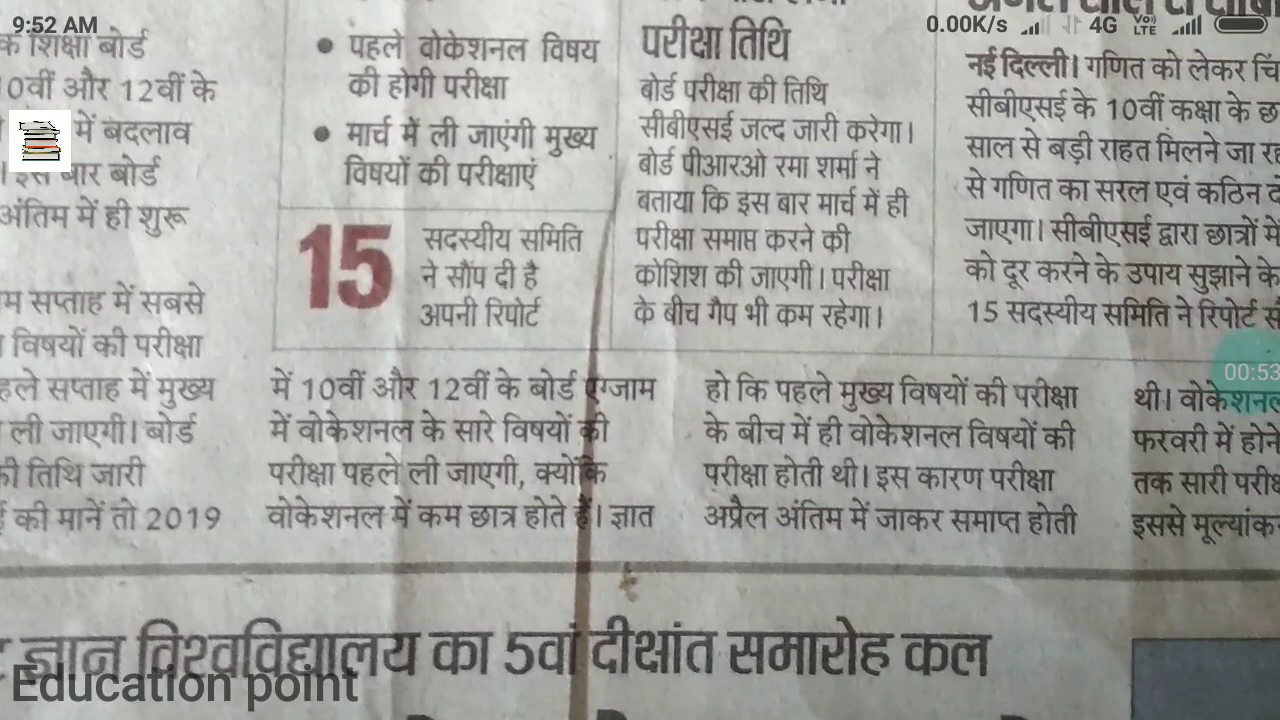 9:52 AM
0.00K/s 4G VoLTE
शिक्षा बोर्ड
0वीं और 12वीं के
में बदलाव
इस बार बोर्ड
अंतिम में ही शुरू
सप्ताह में सबसे
विषयों की परीक्षा
सप्ताह में मुख्य
ली जाएगी। बोर्ड
की तिथि जारी
की मानें तो 2019
• पहले वोकेशनल विषय
की होगी परीक्षा
• मार्च में ली जाएंगी मुख्य
विषयों की परीक्षाएं
15
सदस्यीय समिति
ने सौंप दी है
अपनी रिपोर्ट
परीक्षा तिथि
बोर्ड परीक्षा की तिथि
सीबीएसई जल्द जारी करेगा।
बोर्ड पीआरओ रमा शर्मा ने
बताया कि इस बार मार्च में ही
परीक्षा समाप्त करने की
कोशिश की जाएगी। परीक्षा
के बीच गैप भी कम रहेगा।
नई दिल्ली। गणित को लेकर
सीबीएसई के 10वीं कक्षा के
साल से बड़ी राहत मिलने जा
से गणित का सरल एवं कठिन
जाएगा। सीबीएसई द्वारा छात्रों
को दूर करने के उपाय सुझाने के
15 सदस्यीय समिति ने रिपोर्ट
00:53
में 10वीं और 12वीं के बोर्ड एग्जाम
में वोकेशनल के सारे विषयों की
परीक्षा पहले ली जाएगी, क्योंकि
वोकेशनल में कम छात्र होते हैं। ज्ञात
हो कि पहले मुख्य विषयों की परीक्षा
के बीच में ही वोकेशनल विषयों की
परीक्षा होती थी। इस कारण परीक्षा
अप्रैल अंतिम में जाकर समाप्त होती
थी। वोकेशनल
फरवरी में होने
तक सारी
इससे
ज्ञान विश्वविद्यालय का 5वां दीक्षांत समारोह कल
Education point